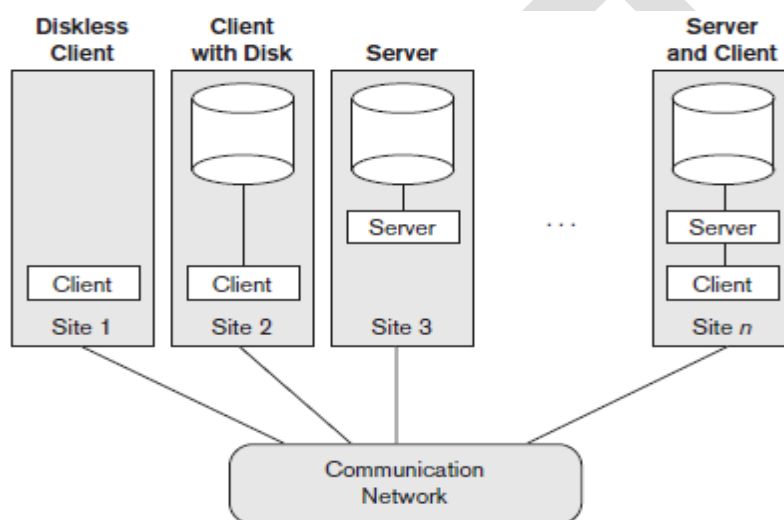 Diskless
Client
Client
with Disk
Server
Server
and Client
Client
Site 1
Client
Site 2
Server
Site 3
. . .
Server
Client
Site n
Communication
Network